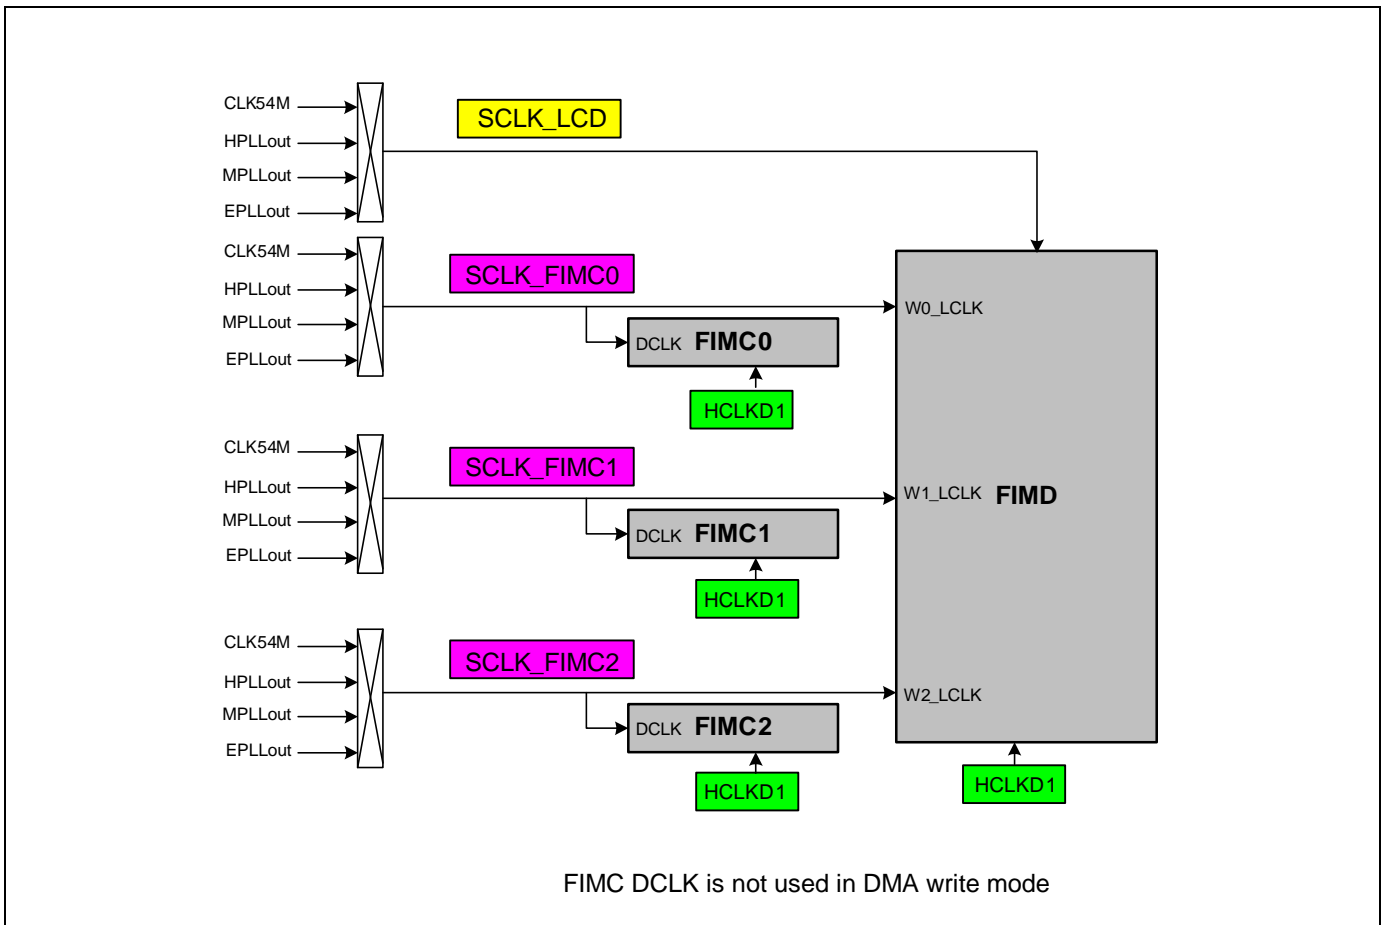 CLK54M
HPLLout
MPLLout
EPLLout
SCLK_LCD
CLK54M
HPLLout
MPLLout
EPLLout
SCLK_FIMC0
W0_LCLK
DCLK FIMC0
HCLKD1
CLK54M
HPLLout
MPLLout
EPLLout
SCLK_FIMC1
W1_LCLK FIMD
DCLK FIMC1
HCLKD1
CLK54M
HPLLout
MPLLout
EPLLout
SCLK_FIMC2
W2_LCLK
DCLK FIMC2
HCLKD1
HCLKD1
FIMC DCLK is not used in DMA write mode